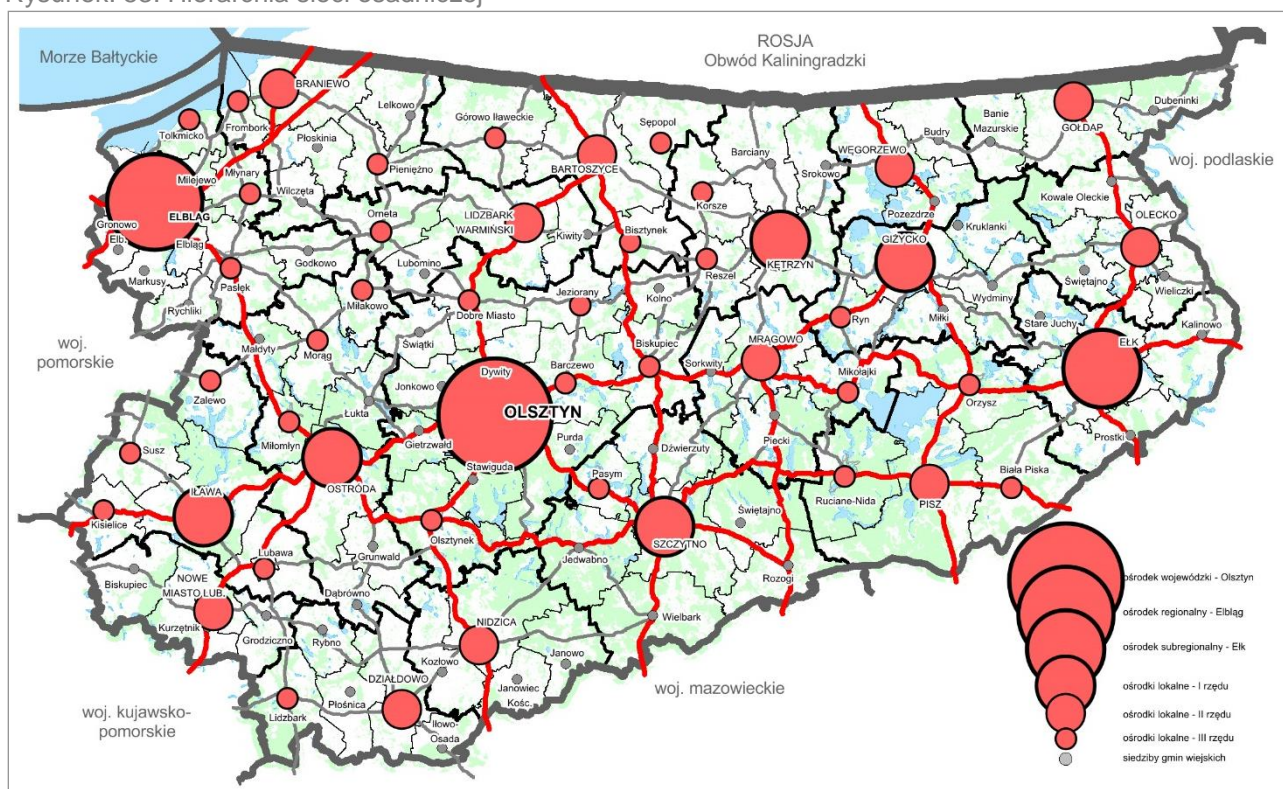 Rysunek. 38. Hierarchia sieci osadniczej
Morze Bałtyckie
ROSJA
Obwód Kaliningradzki
BRANIEWO
Lelkowo
Frombork
Tolkmicko
Płoskinia
Górowo Iławeckie
Sępopol
GOŁDAP
Dubeninki
Banie
Mazurskie
Budry
WĘGORZEWO
Barciany
Srokowo
BARTOSZYCE
Pieniężno
Młynary
Milejewo
Wilczęta
woj. podlaskie
Korsze
Kowale Oleckie
Pozezdrze
Kruklanki
OLECKO
ELBLĄG
Gronowo
Elb.
Elbląg
Orneta
LIDZBARK
WARMIŃSKI
Kiwity
Bisztynek
GIŻYCKO
KĘTRZYN
Reszel
Markusy
Pasłęk
Godkowo
Lubomino
Świętajno
Wieliczki
Rychliki
Miłakowo
Jeziorany
Kolno
Wydminy
Dobre Miasto
Ryn
Miłki
Stare Juchy
Kalinowo
woj.
pomorskie
Małdyty
Morąg
Świątki
Biskupiec
MRĄGOWO
EŁK
Sorkwity
Dywity
Barczewo
Zalewo
Jonkowo
Mikołajki
Orzysz
OLSZTYN
Łukta
Miłomłyn
Gietrzwałd
Purda
Piecki
Prostki
Susz
Dźwierzuty
Stawiguda
Pasym
Biała Piska
IŁAWA
OSTRÓDA
Ruciane-Nida
PISZ
Kisielice
Świętajno
Olsztynek
SZCZYTNO
Lubawa
Grunwald
Jedwabno
Rozogi
Biskupiec
NOWE
MIASTO LUB.
Dąbrówno
Kurzętnik
Wielbark
NIDZICA
Grodziczno
Rybno
Kozłowo
Janowo
DZIAŁDOWO
Janowiec
Kośc.
Lidzbark
Płośnica
Iłowo-
Osada
woj. mazowieckie
woj. kujawsko-
pomorskie
ośrodek wojewódzki - Olsztyn
ośrodek regionalny - Elbląg
ośrodek subregionalny - Ełk
ośrodki lokalne - I rzędu
ośrodki lokalne - II rzędu
ośrodki lokalne - III rzędu
siedziby gmin wiejskich